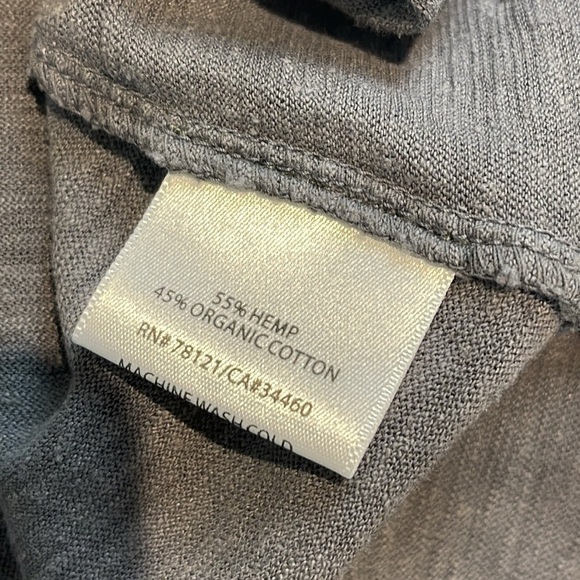 55% HEMP
45% ORGANIC COTTON
RN# 78121/CA#34460
MACHINE WASH COLD